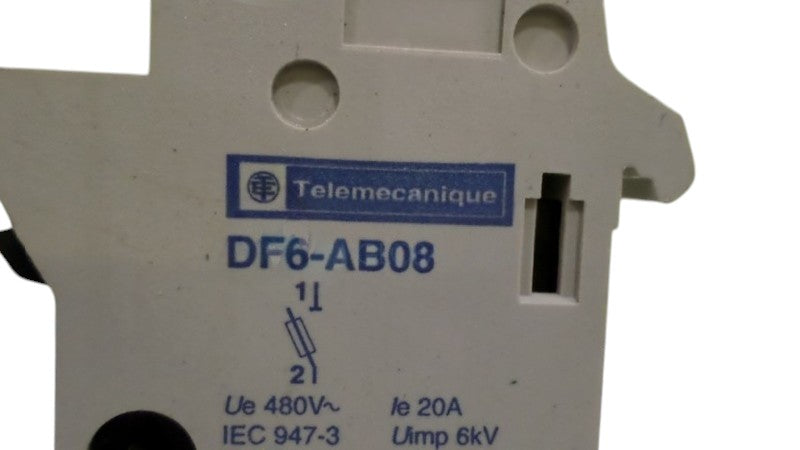 Telemecanique
DF6-AB08
1
2
Ue 480V~ Ie 20A
IEC 947-3 Uimp 6kV